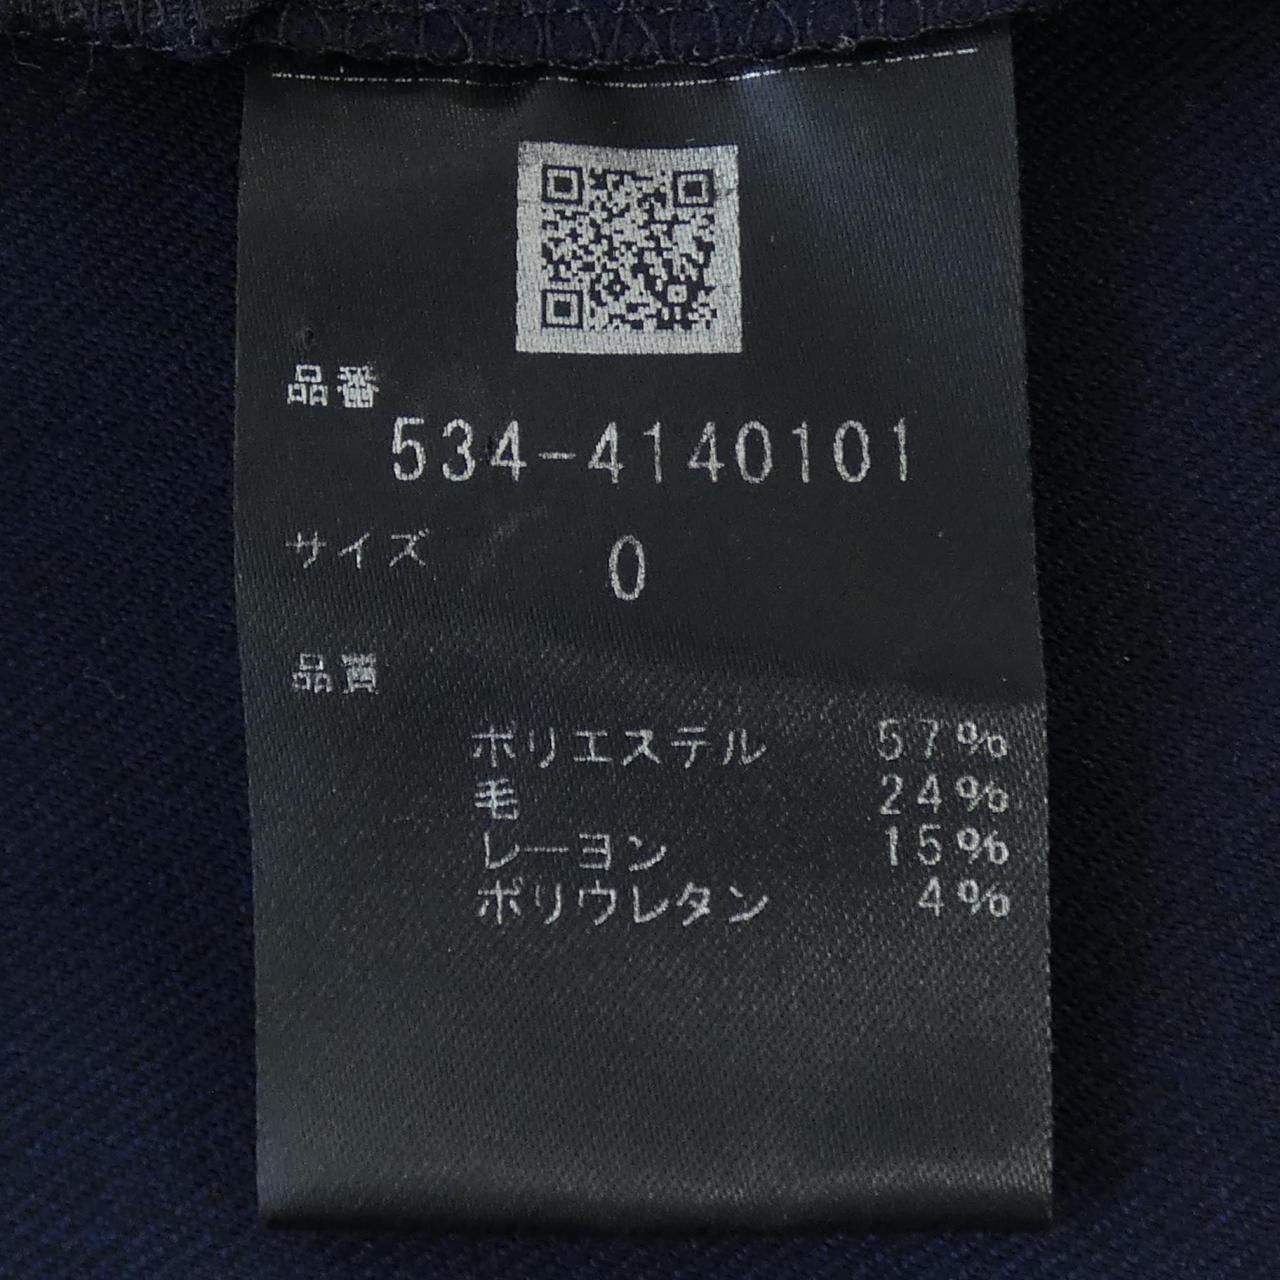 品番
534-4140101
サイズ 0
品質
ポリエステル 57%
毛 24%
レーヨン 15%
ポリウレタン 4%